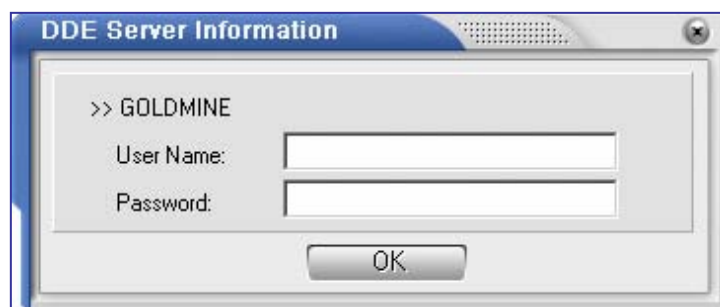 DDE Server Information
>> GOLDMINE
User Name:
Password:
OK